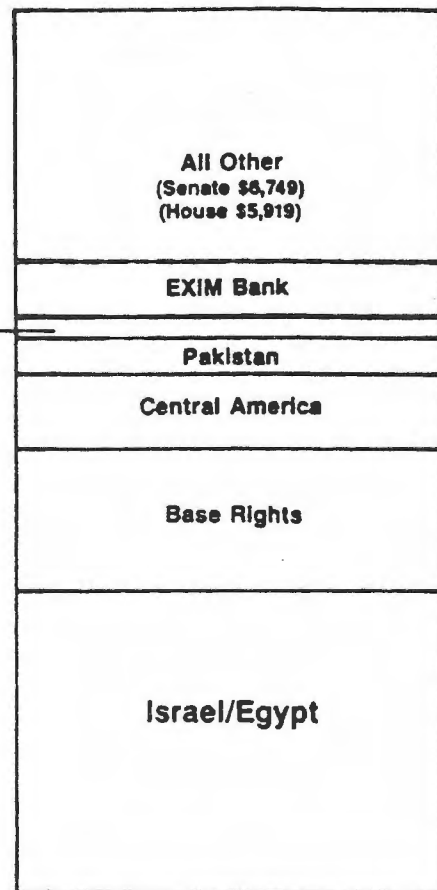 All Other
(Senate $6,749)
(House $5,919)
EXIM Bank
Pakistan
Central America
Base Rights
Israel/Egypt